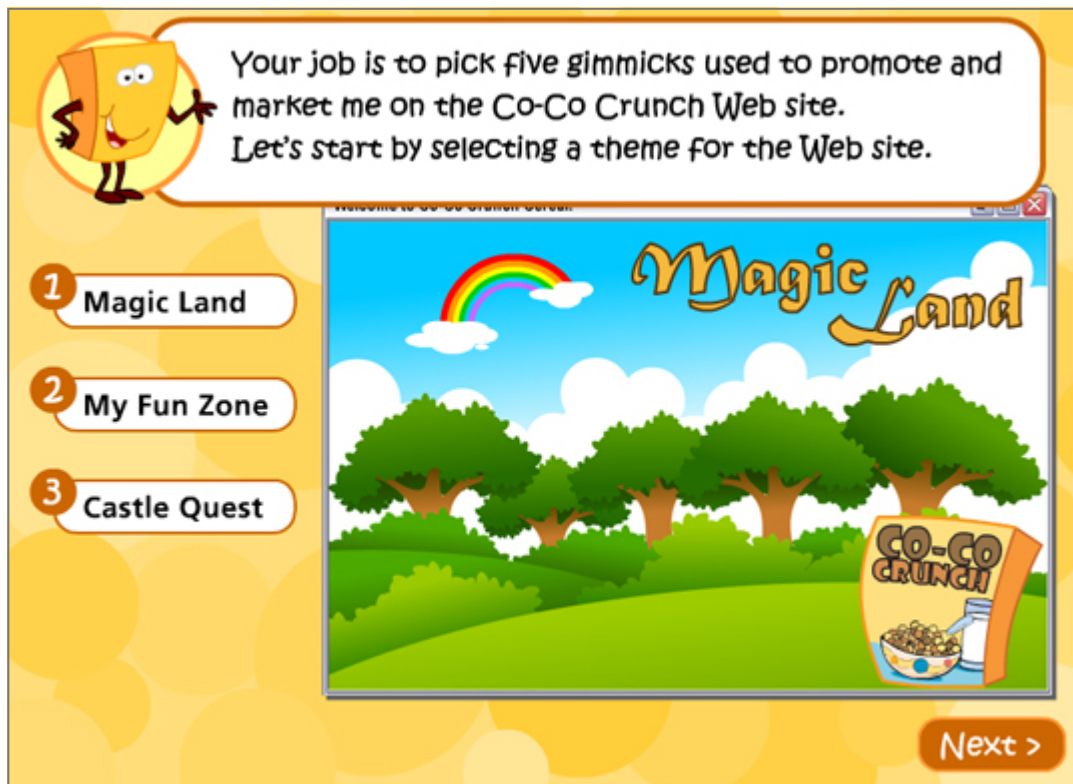 Your job is to pick five gimmicks used to promote and
market me on the Co-Co Crunch Web site.
Let's start by selecting a theme for the Web site.
1 Magic Land
2 My Fun Zone
3 Castle Quest
Magic
Land
CO-CO
CRUNCH
Next >